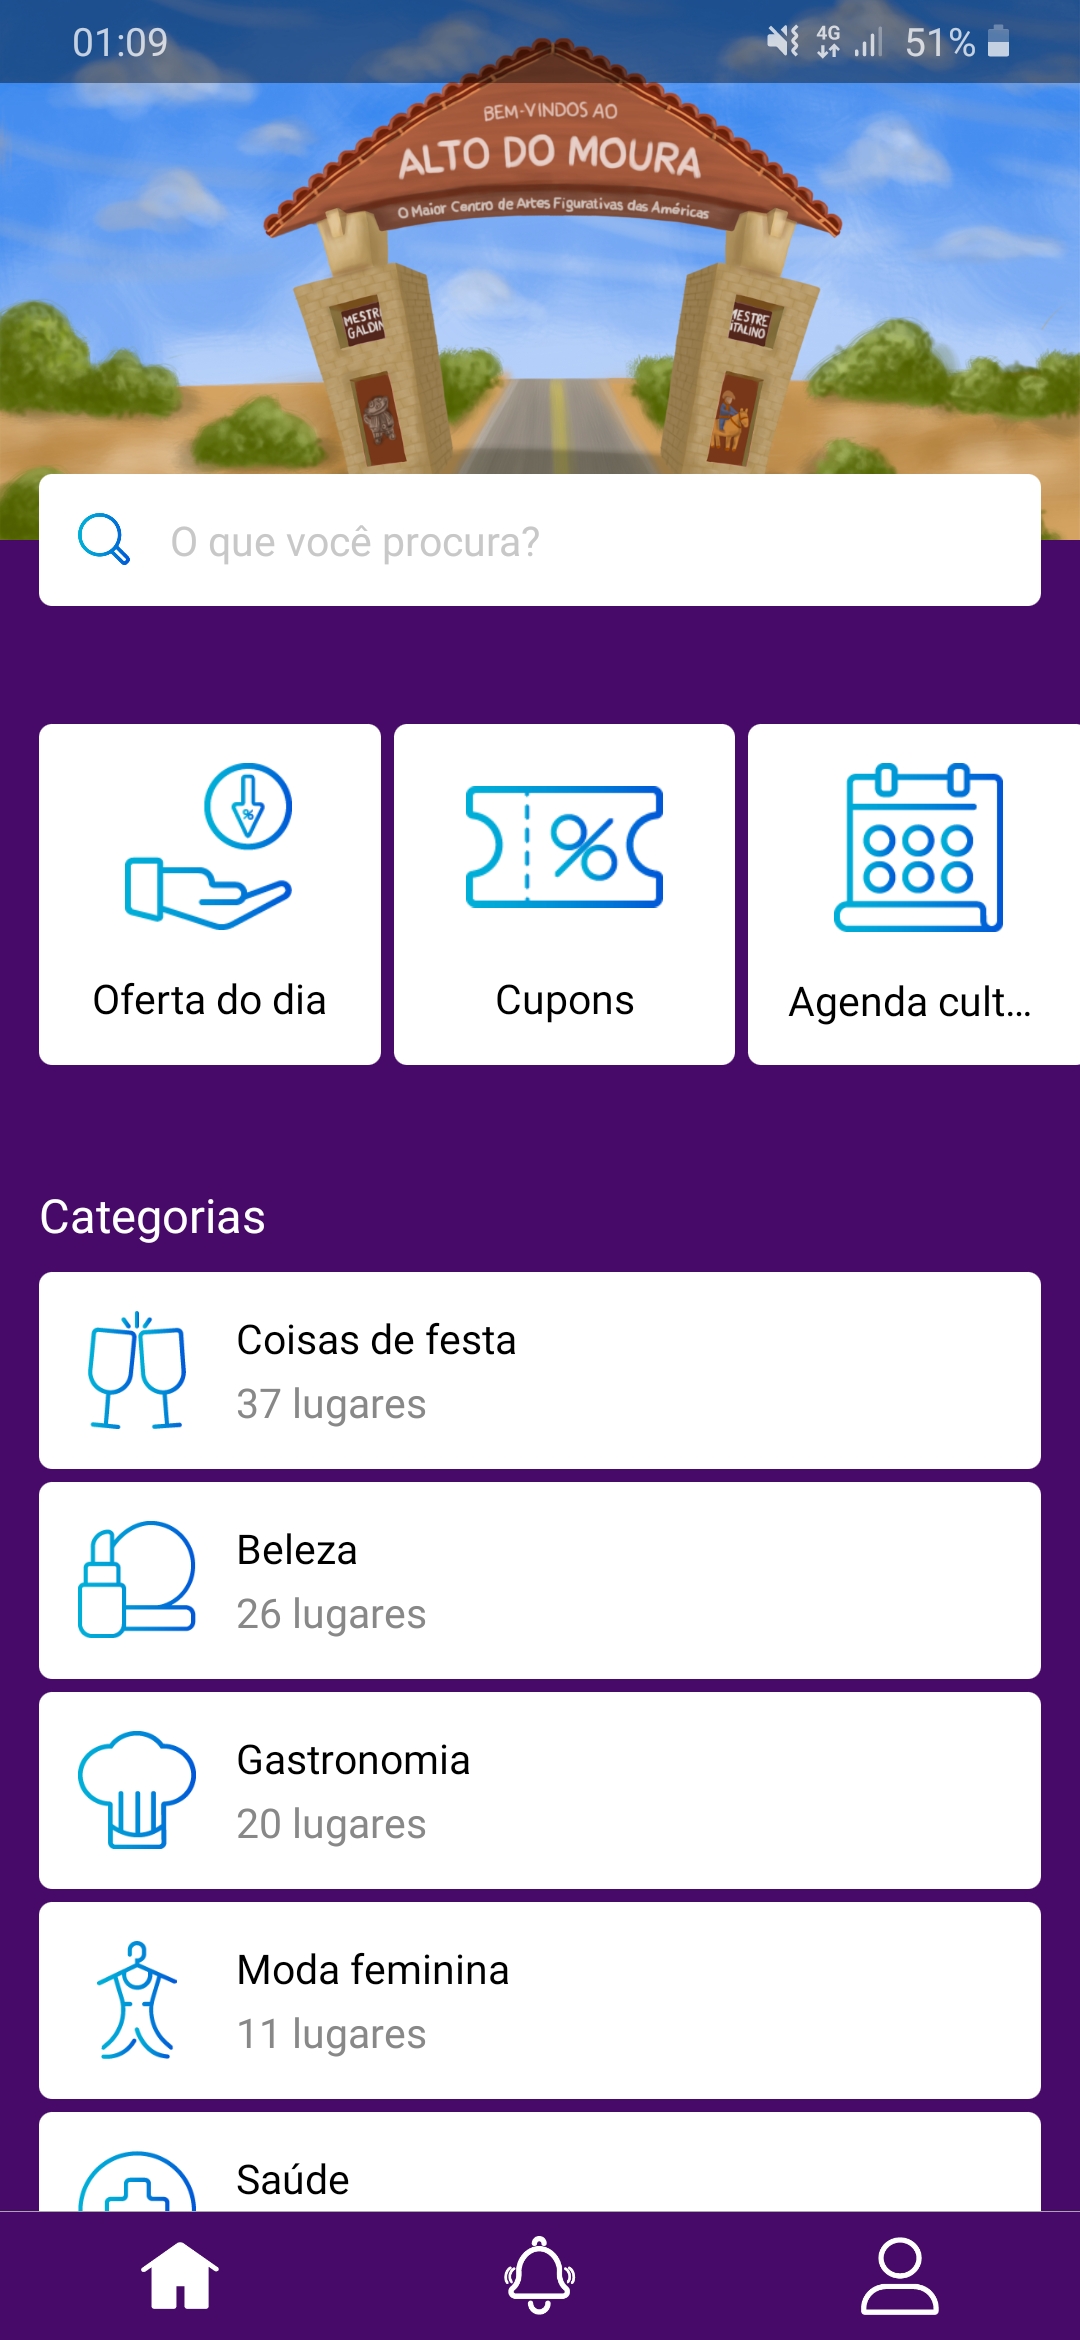 01:09
4G 51%
BEM-VINDOS AO
ALTO DO MOURA
O Maior Centro de Artes Figurativas das Américas
MESTR
GALDIN
MESTRE
ITALINO
O que você procura?
%
%
Oferta do dia
Cupons
Agenda cult...
Categorias
Coisas de festa
37 lugares
Beleza
26 lugares
Gastronomia
20 lugares
Moda feminina
11 lugares
Saúde